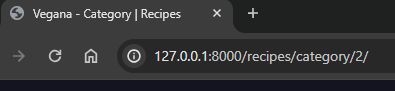 Vegana - Category | Recipes
127.0.0.1:8000/recipes/category/2/